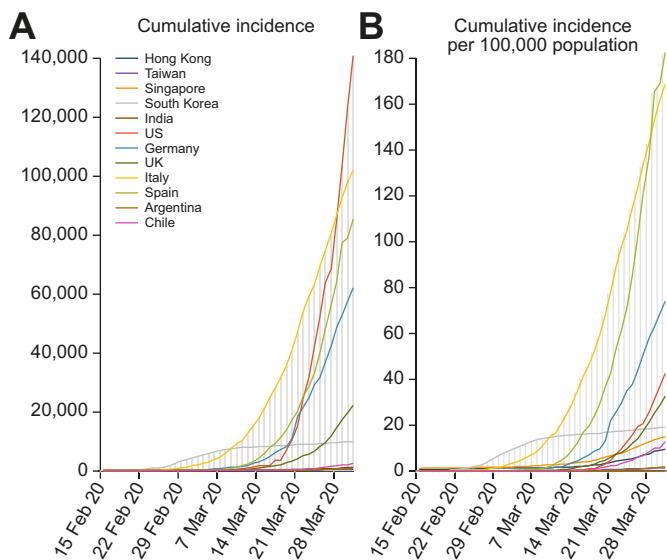 A
Cumulative incidence
140,000
120,000
100,000
80,000
60,000
40,000
20,000
0
Hong Kong
Taiwan
Singapore
South Korea
India
US
Germany
UK
Italy
Spain
Argentina
Chile
15 Feb 20
22 Feb 20
29 Feb 20
7 Mar 20
14 Mar 20
21 Mar 20
28 Mar 20
B
Cumulative incidence
per 100,000 population
180
160
140
120
100
80
60
40
20
0
15 Feb 20
22 Feb 20
29 Feb 20
7 Mar 20
14 Mar 20
21 Mar 20
28 Mar 20